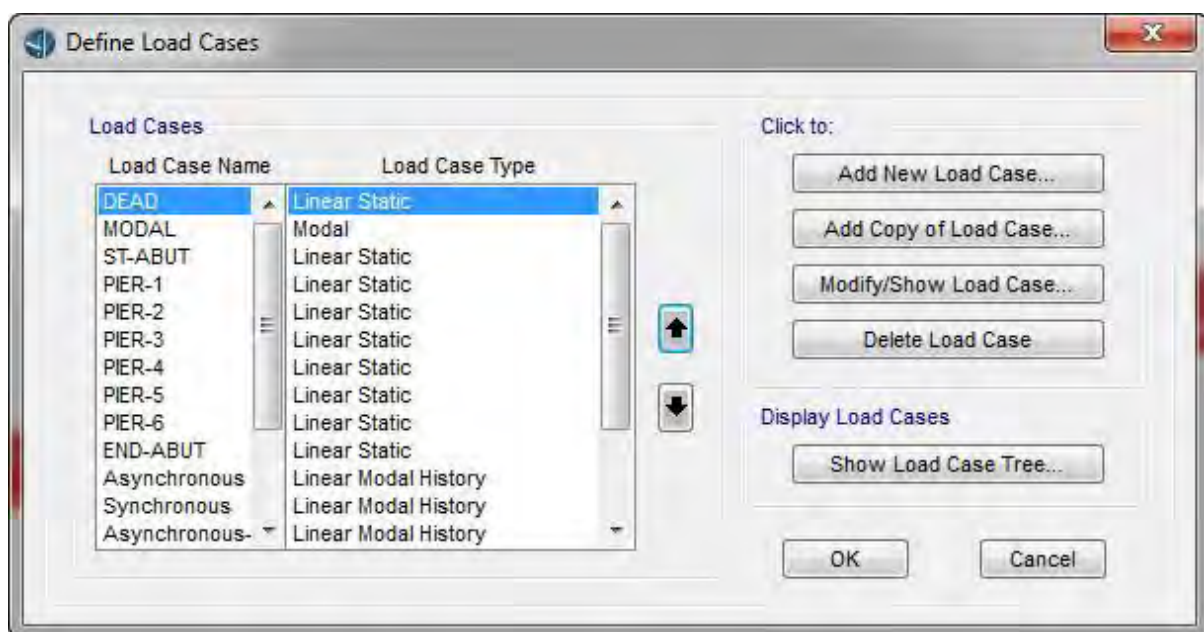 Define Load Cases
Load Cases
Click to:
Load Case Name Load Case Type
DEAD Linear Static
MODAL Modal
ST-ABUT Linear Static
PIER-1 Linear Static
PIER-2 Linear Static
PIER-3 Linear Static
PIER-4 Linear Static
PIER-5 Linear Static
PIER-6 Linear Static
END-ABUT Linear Static
Asynchronous Linear Modal History
Synchronous Linear Modal History
Asynchronous- Linear Modal History
Add New Load Case...
Add Copy of Load Case...
Modify/Show Load Case...
Delete Load Case
Display Load Cases
Show Load Case Tree...
OK Cancel